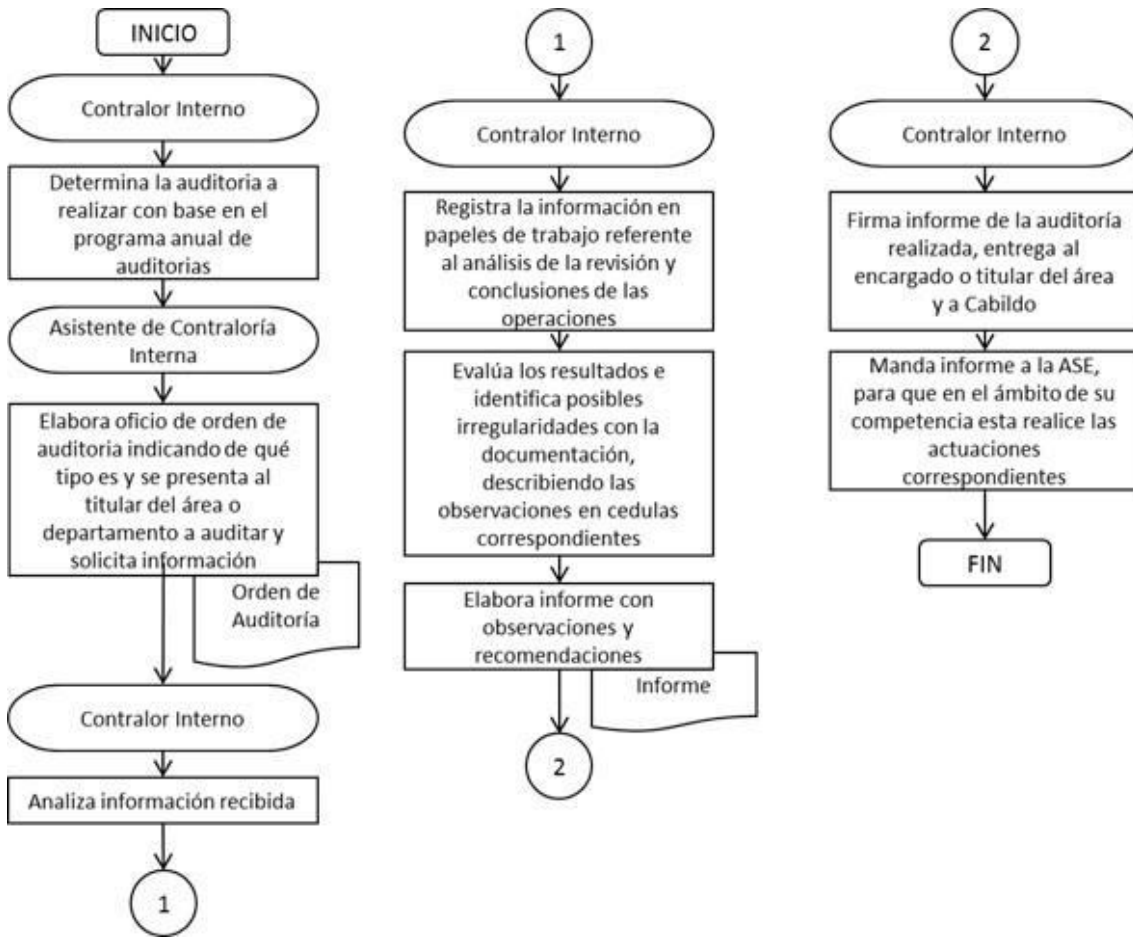 INICIO
Contralor Interno
Determina la auditoria a
realizar con base en el
programa anual de
auditorias
Asistente de Contraloría
Interna
Elabora oficio de orden de
auditoria indicando de qué
tipo es y se presenta al
titular del área o
departamento a auditar y
solicita información
Orden de
Auditoría
Contralor Interno
Analiza información recibida
1
1
Contralor Interno
Registra la información en
papeles de trabajo referente
al análisis de la revisión y
conclusiones de las
operaciones
Evalúa los resultados e
identifica posibles
irregularidades con la
documentación,
describiendo las
observaciones en cedulas
correspondientes
Elabora informe con
observaciones y
recomendaciones
Informe
2
2
Contralor Interno
Firma informe de la auditoría
realizada, entrega al
encargado o titular del área
y a Cabildo
Manda informe a la ASE,
para que en el ámbito de su
competencia esta realice las
actuaciones
correspondientes
FIN